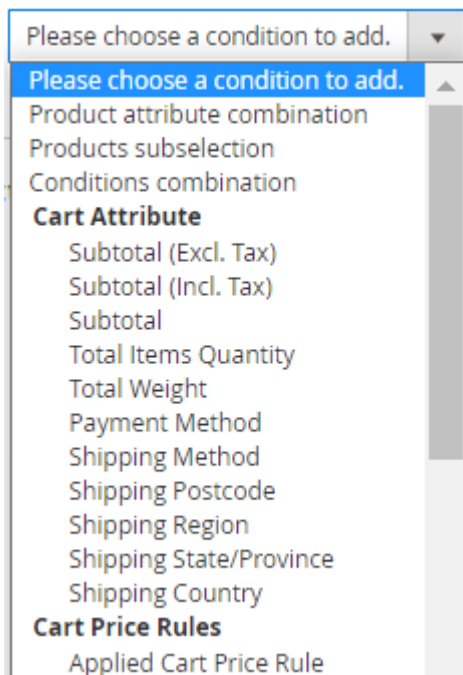 Please choose a condition to add.
Please choose a condition to add.
Product attribute combination
Products subselection
Conditions combination
Cart Attribute
Subtotal (Excl. Tax)
Subtotal (Incl. Tax)
Subtotal
Total Items Quantity
Total Weight
Payment Method
Shipping Method
Shipping Postcode
Shipping Region
Shipping State/Province
Shipping Country
Cart Price Rules
Applied Cart Price Rule